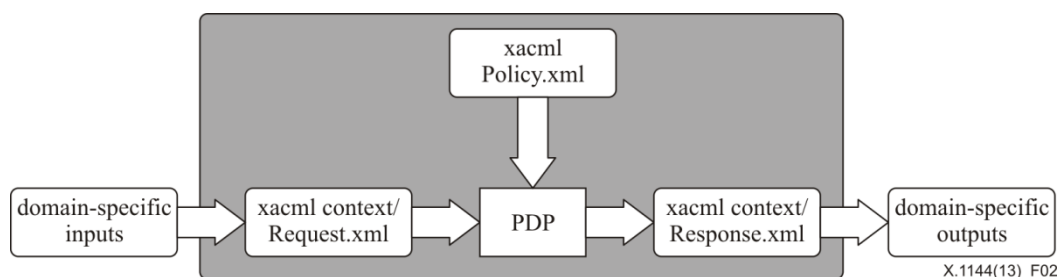 xacml
Policy.xml
domain-specific
inputs
xacml context/
Request.xml
PDP
xacml context/
Response.xml
domain-specific
outputs
X.1144(13)_F02